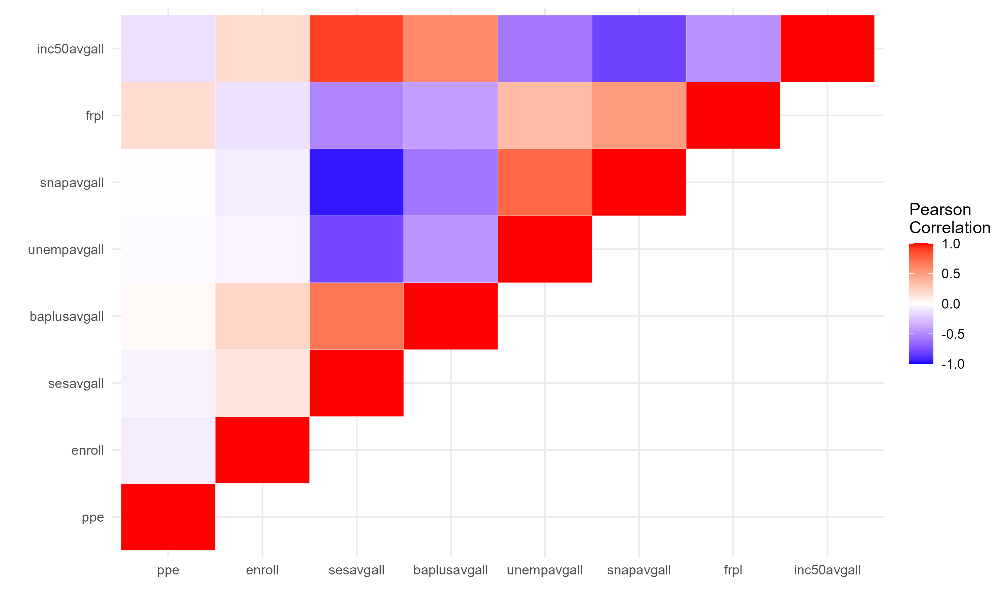 inc50avgall
frpl
snapavgall
unempavgall
baplusavgall
sesavgall
enroll
ppe
ppe enroll sesavgall baplusavgall unempavgall snapavgall frpl inc50avgall
Pearson
Correlation
1.0
0.5
0.0
-0.5
-1.0